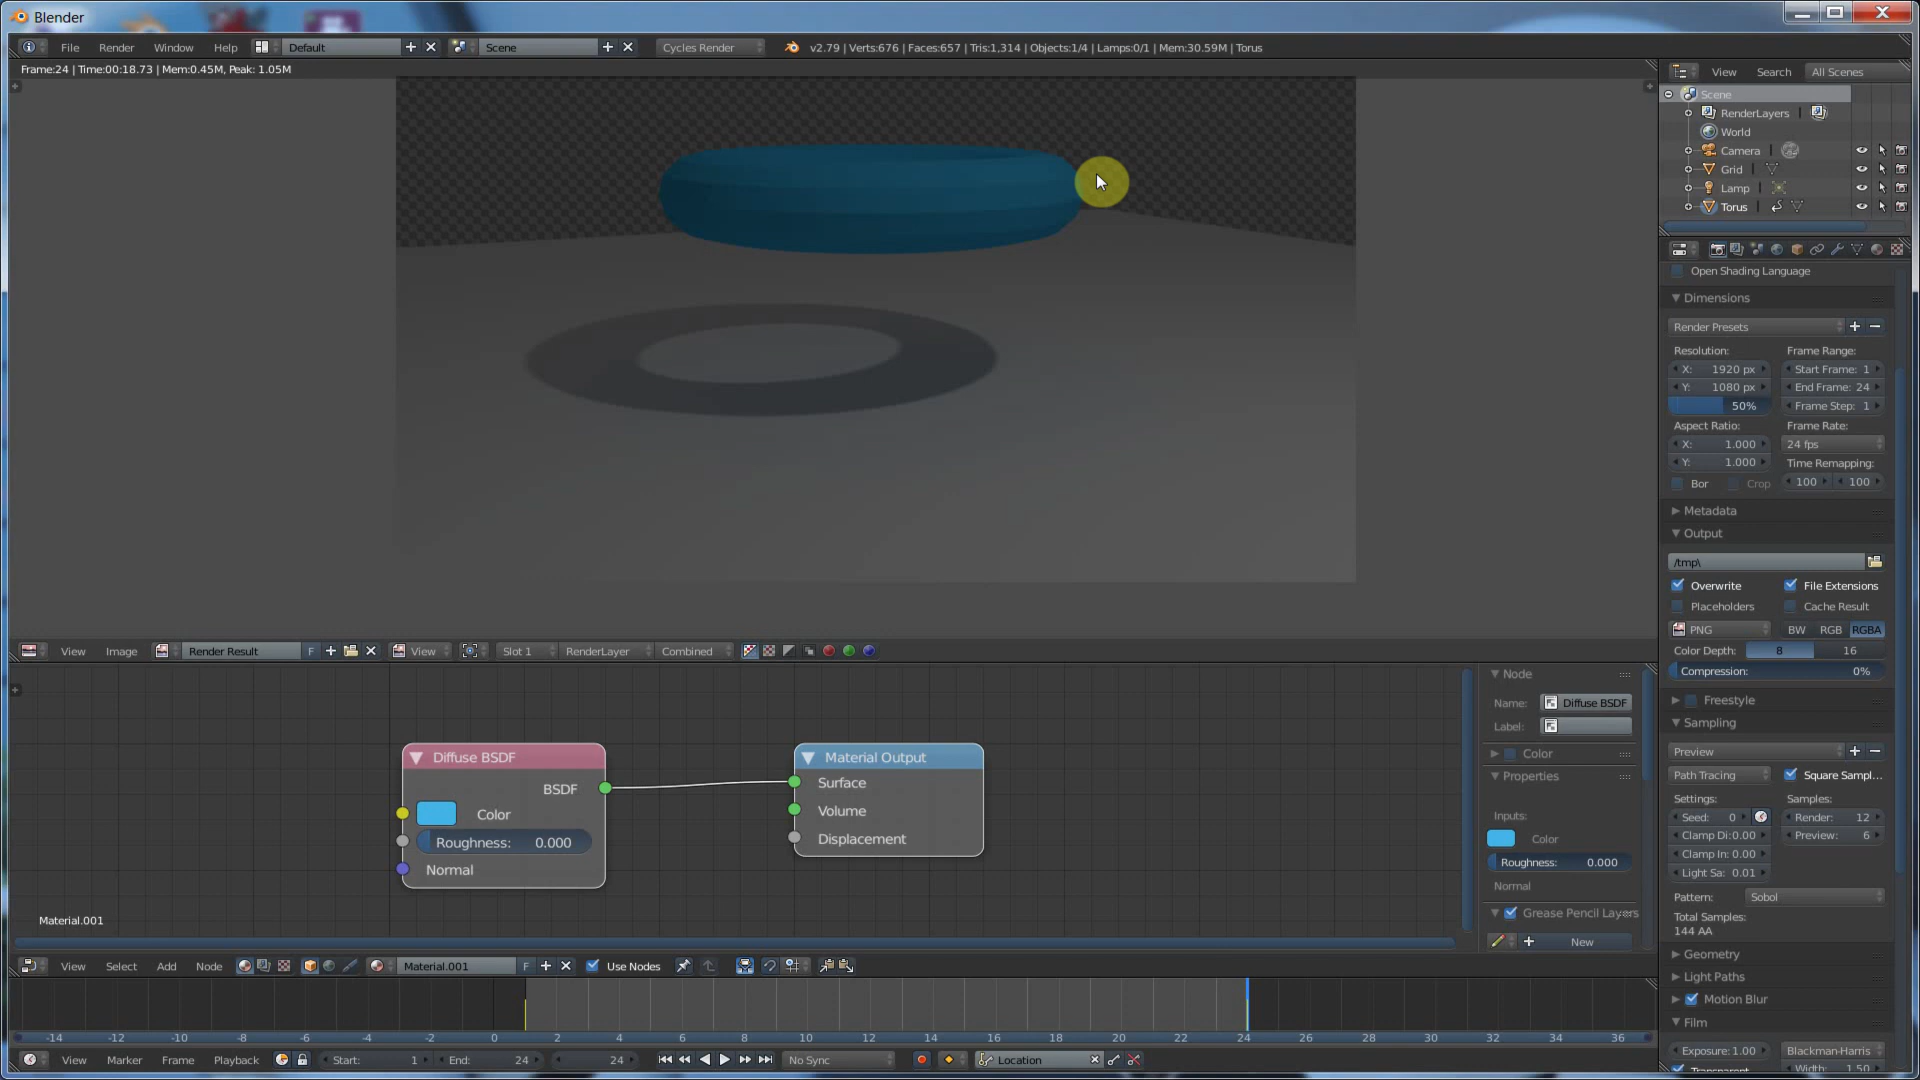 Blender
File Render Window Help Default Scene Cycles Render v2.79 | Verts:676 | Faces:657 | Tris:1,314 | Objects:1/4 | Lamps:0/1 | Mem:30.59M | Torus
Frame:24 | Time:00:18.73 | Mem:0.45M, Peak: 1.05M
View Search All Scenes
Scene
RenderLayers
World
Camera
Grid
Lamp
Torus
Open Shading Language
Dimensions
Render Presets
Resolution: Frame Range:
X: 1920 px Start Frame: 1
Y: 1080 px End Frame: 24
50% Frame Step: 1
Aspect Ratio: Frame Rate:
X: 1.000 24 fps
Y: 1.000 Time Remapping:
Bor Crop 100 100
Metadata
Output
/tmp\
Overwrite File Extensions
Placeholders Cache Result
PNG BW RGB RGBA
Color Depth: 8 16
Compression: 0%
Freestyle
Sampling
Preview
Path Tracing Square Sampl...
Settings: Samples:
Seed: 0 Render: 12
Clamp Di:0.00 Preview: 6
Clamp In: 0.00
Light Sa: 0.01
Pattern: Sobol
Total Samples:
144 AA
Geometry
Light Paths
Motion Blur
Film
Exposure:1.00 Blackman-Harris
Transparent Width: 1.50
View Image Render Result F View Slot 1 RenderLayer Combined
Diffuse BSDF
BSDF
Color
Roughness: 0.000
Normal
Material Output
Surface
Volume
Displacement
Material.001
Node
Name: Diffuse BSDF
Label:
Color
Properties
Inputs:
Color
Roughness: 0.000
Normal
Grease Pencil Layers
New
View Select Add Node Material.001 F Use Nodes
-14 -12 -10 -8 -6 -4 -2 0 2 4 6 8 10 12 14 16 18 20 22 24 26 28 30 32 34 36
View Marker Frame Playback Start: 1 End: 24 24 No Sync Location